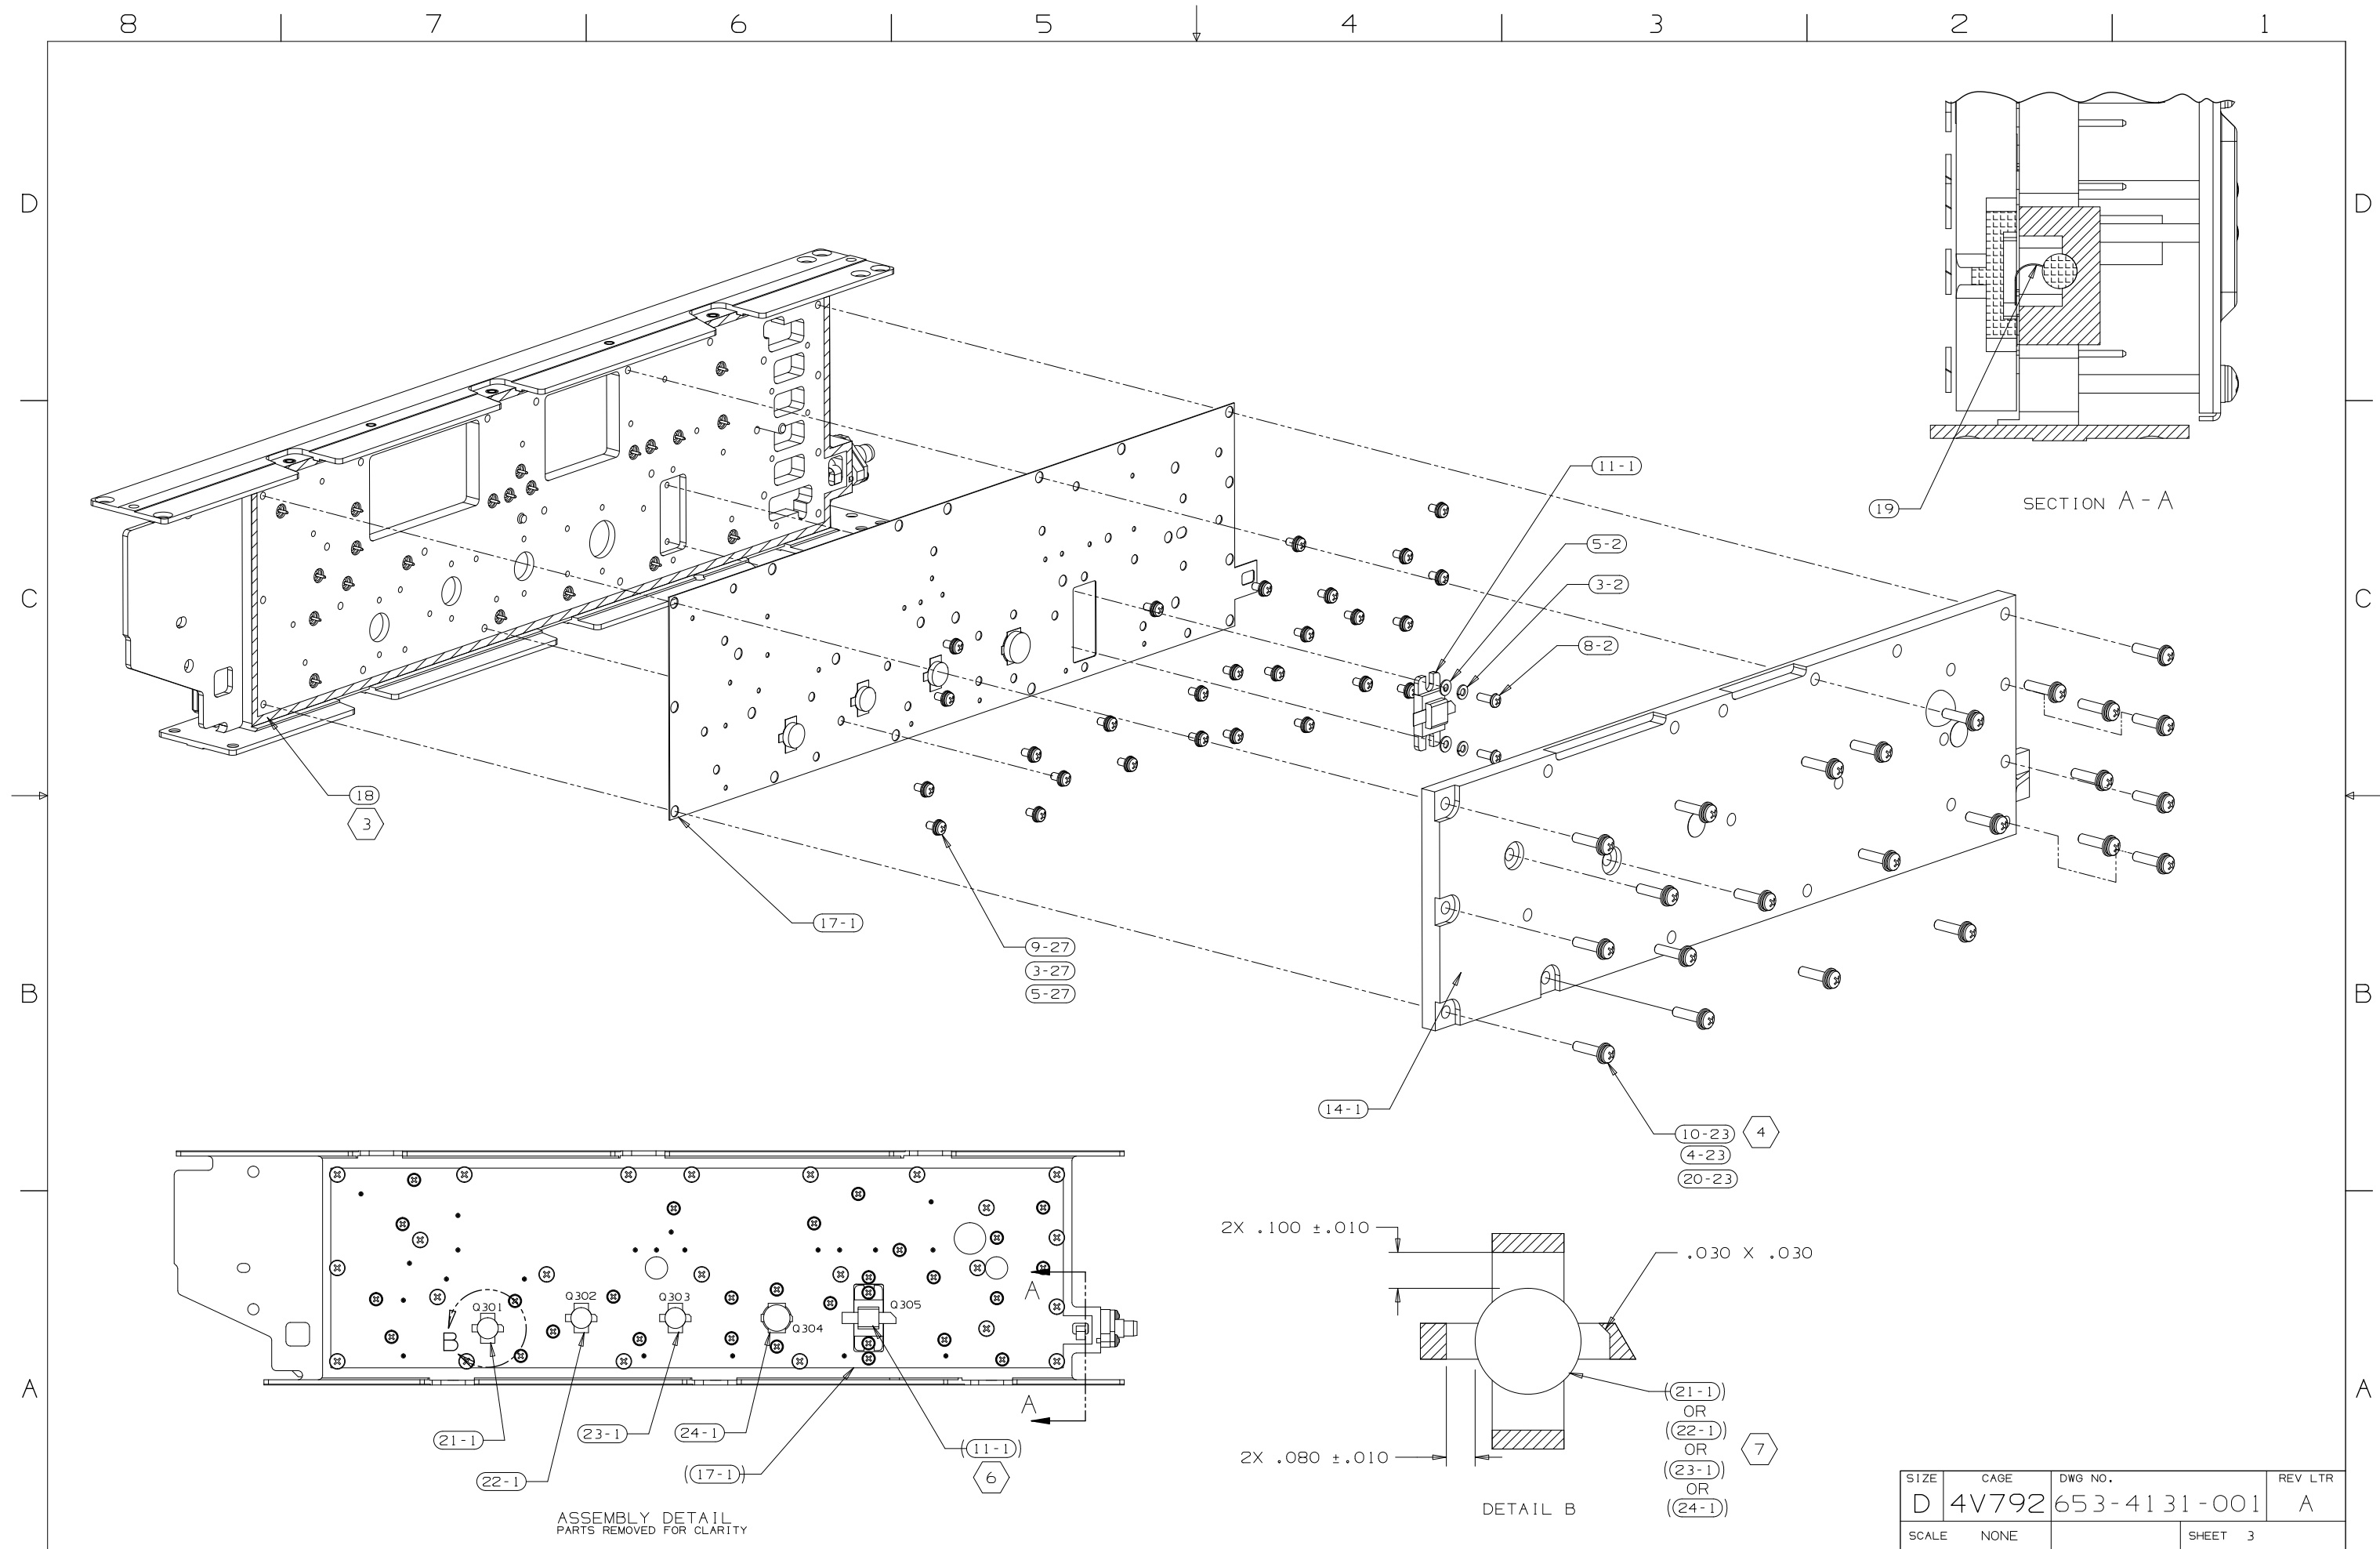 8 7 6 5 4 3 2 1
D D
SECTION A-A
19
11-1
5-2
3-2
8-2
C C
18
3
17-1
9-27
3-27
5-27
B B
14-1
10-23 4
4-23
20-23
2X .100 ±.010
.030 X .030
Q301
Q302
Q303
Q304
Q305
A
B
A
A A
21-1
22-1
23-1
24-1
(17-1)
(11-1)
6
(21-1)
OR
(22-1)
OR
(23-1)
OR
(24-1)
7
2X .080 ±.010
DETAIL B
ASSEMBLY DETAIL
PARTS REMOVED FOR CLARITY
SIZE CAGE DWG NO. REV LTR
D 4V792 653-4131-001 A
SCALE NONE SHEET 3